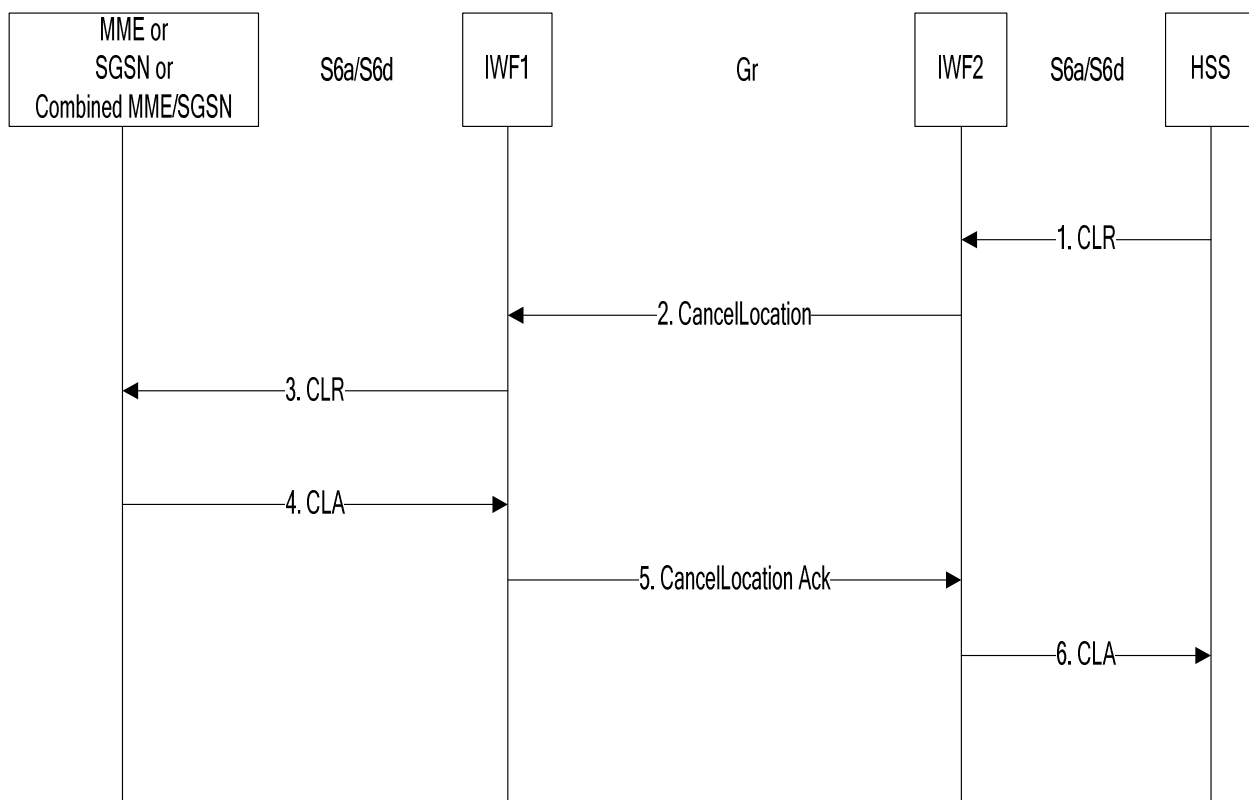 MME or
SGSN or
Combined MME/SGSN
S6a/S6d
IWF1
Gr
IWF2
S6a/S6d
HSS
1. CLR
2. CancelLocation
3. CLR
4. CLA
5. CancelLocation Ack
6. CLA